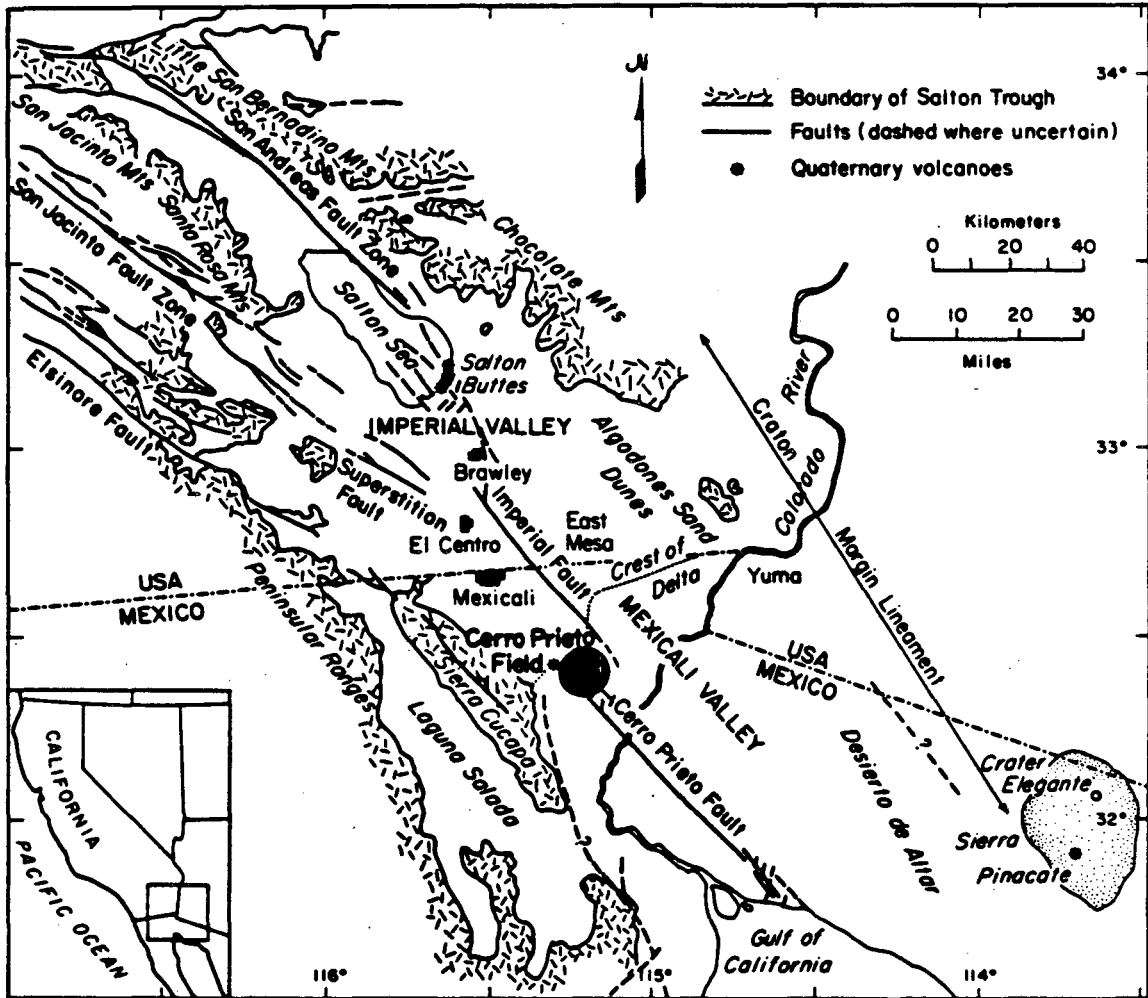 N
34°
Boundary of Salton Trough
Faults (dashed where uncertain)
Quaternary volcanoes
Kilometers
0 20 40
0 10 20 30
Miles
Little San Bernadino Mts
San Andreas Fault Zone
San Jacinto Mts
Santa Rosa Mts
San Jacinto Fault Zone
Chocolate Mts
Salton Sea
Salton
Buttes
Elsinore Fault
IMPERIAL VALLEY
33°
Brawley
Superstition
Fault
Algodones Sand
Dunes
Craton Margin Lineament
Colorado River
El Centro
Imperial Fault
East
Mesa
Crest of
Delta
Yuma
USA
MEXICO
Mexicali
Peninsular Ranges
MEXICALI VALLEY
USA
MEXICO
Cerro Prieto
Field
Sierra Cucapa
Laguna Salada
Cerro Prieto Fault
?
?
Desierto de Altar
Crater
Elegante
32°
Sierra
Pinacate
CALIFORNIA
PACIFIC OCEAN
Gulf of
California
116°
115°
114°